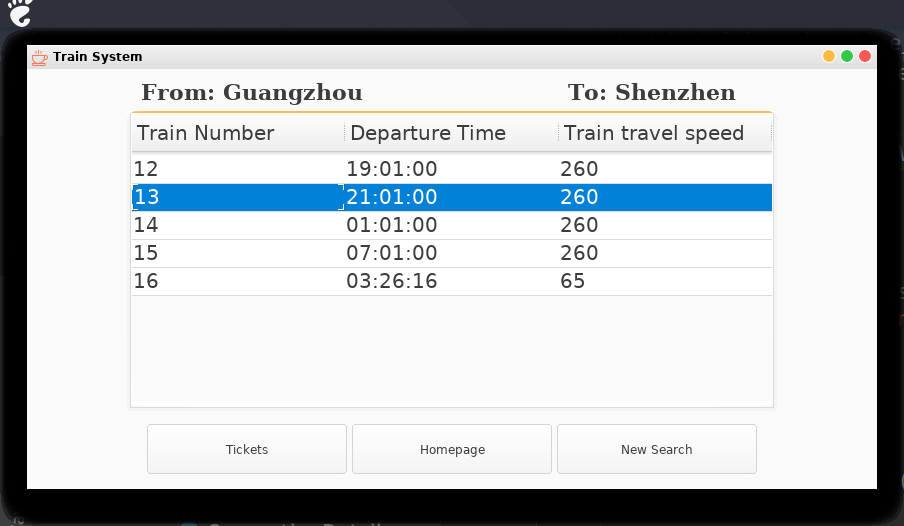 Train System
From: Guangzhou To: Shenzhen
Train Number Departure Time Train travel speed
12 19:01:00 260
13 21:01:00 260
14 01:01:00 260
15 07:01:00 260
16 03:26:16 65
Tickets Homepage New Search